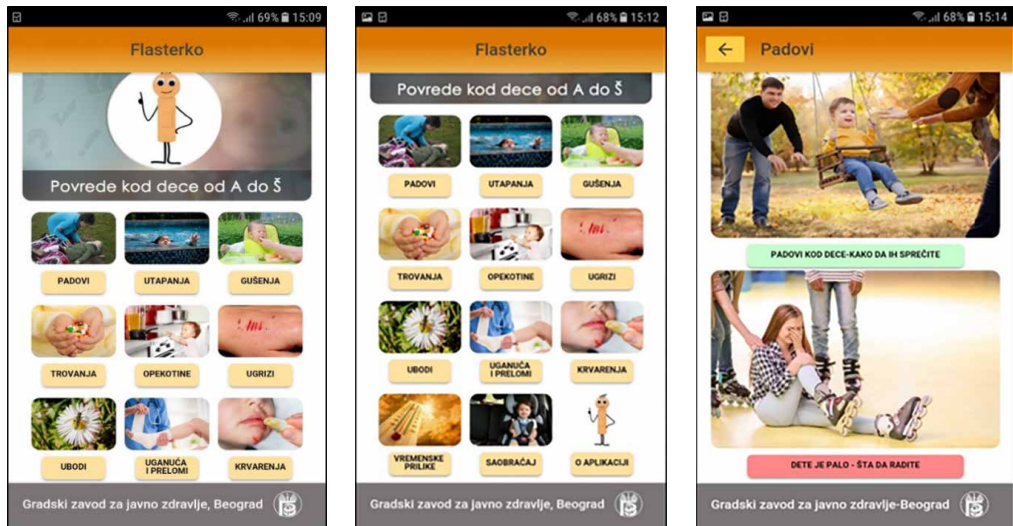 69% 15:09
Flasterko
Povrede kod dece od A do Š
PADOVI
UTAPANJA
GUŠENJA
TROVANJA
OPEKOTINE
UGRIZI
UBODI
UGANUĆA
I PRELOMI
KRVARENJA
Gradski zavod za javno zdravlje, Beograd
68% 15:12
Flasterko
Povrede kod dece od A do Š
PADOVI
UTAPANJA
GUŠENJA
TROVANJA
OPEKOTINE
UGRIZI
UBODI
UGANUĆA
I PRELOMI
KRVARENJA
VREMENSKE
PRILIKE
SAOBRAĆAJ
O APLIKACIJI
Gradski zavod za javno zdravlje, Beograd
68% 15:14
Padovi
PADOVI KOD DECE-KAKO DA IH SPREČITE
DETE JE PALO - ŠTA DA RADITE
Gradski zavod za javno zdravlje-Beograd